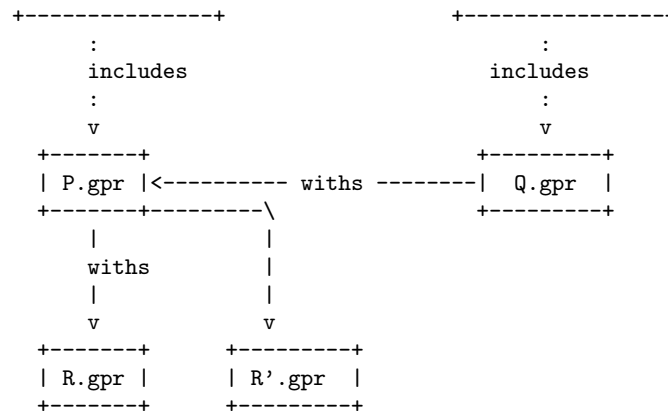 +---------------+                  +-----------------
      :                                  :
      includes                       includes
      :                                  :
      v                                  v
  +-------+                         +---------+
  | P.gpr |<---------- withs --------|  Q.gpr  |
  +-------+---------\               +---------+
      |             |
      withs         |
      |             |
      v             v
  +-------+      +---------+
  | R.gpr |      | R’.gpr  |
  +-------+      +---------+